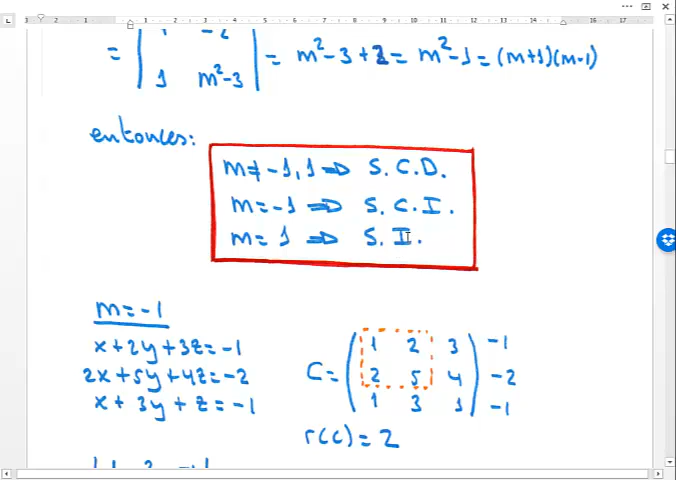 1 -2
= | | = m²-3+2 = m²-1 = (m+1)(m-1)
1 m²-3
entonces:
m≠-1,1 ⇒ S.C.D.
m=-1 ⇒ S.C.I.
m=1 ⇒ S.I.
m=-1
x+2y+3z=-1
2x+5y+4z=-2
x+3y+z=-1
C=
1 2 3 -1
2 5 4 -2
1 3 1 -1
r(C)=2